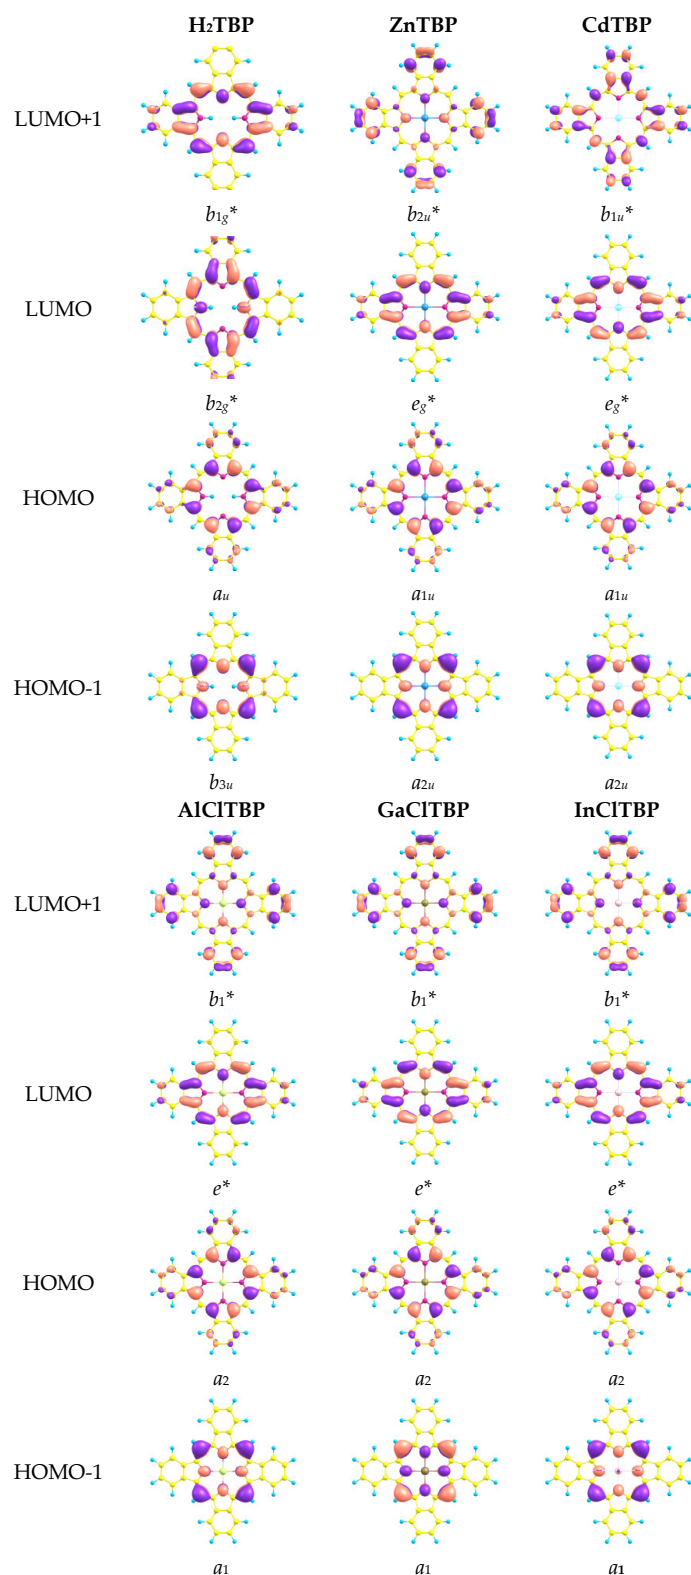 H₂TBP ZnTBP CdTBP
LUMO+1
b1g* b2u* b1u*
LUMO
b2g* eg* eg*
HOMO
au a1u a1u
HOMO-1
b3u a2u a2u
AlClTBP GaClTBP InClTBP
LUMO+1
b1* b1* b1*
LUMO
e* e* e*
HOMO
a2 a2 a2
HOMO-1
a1 a1 a1